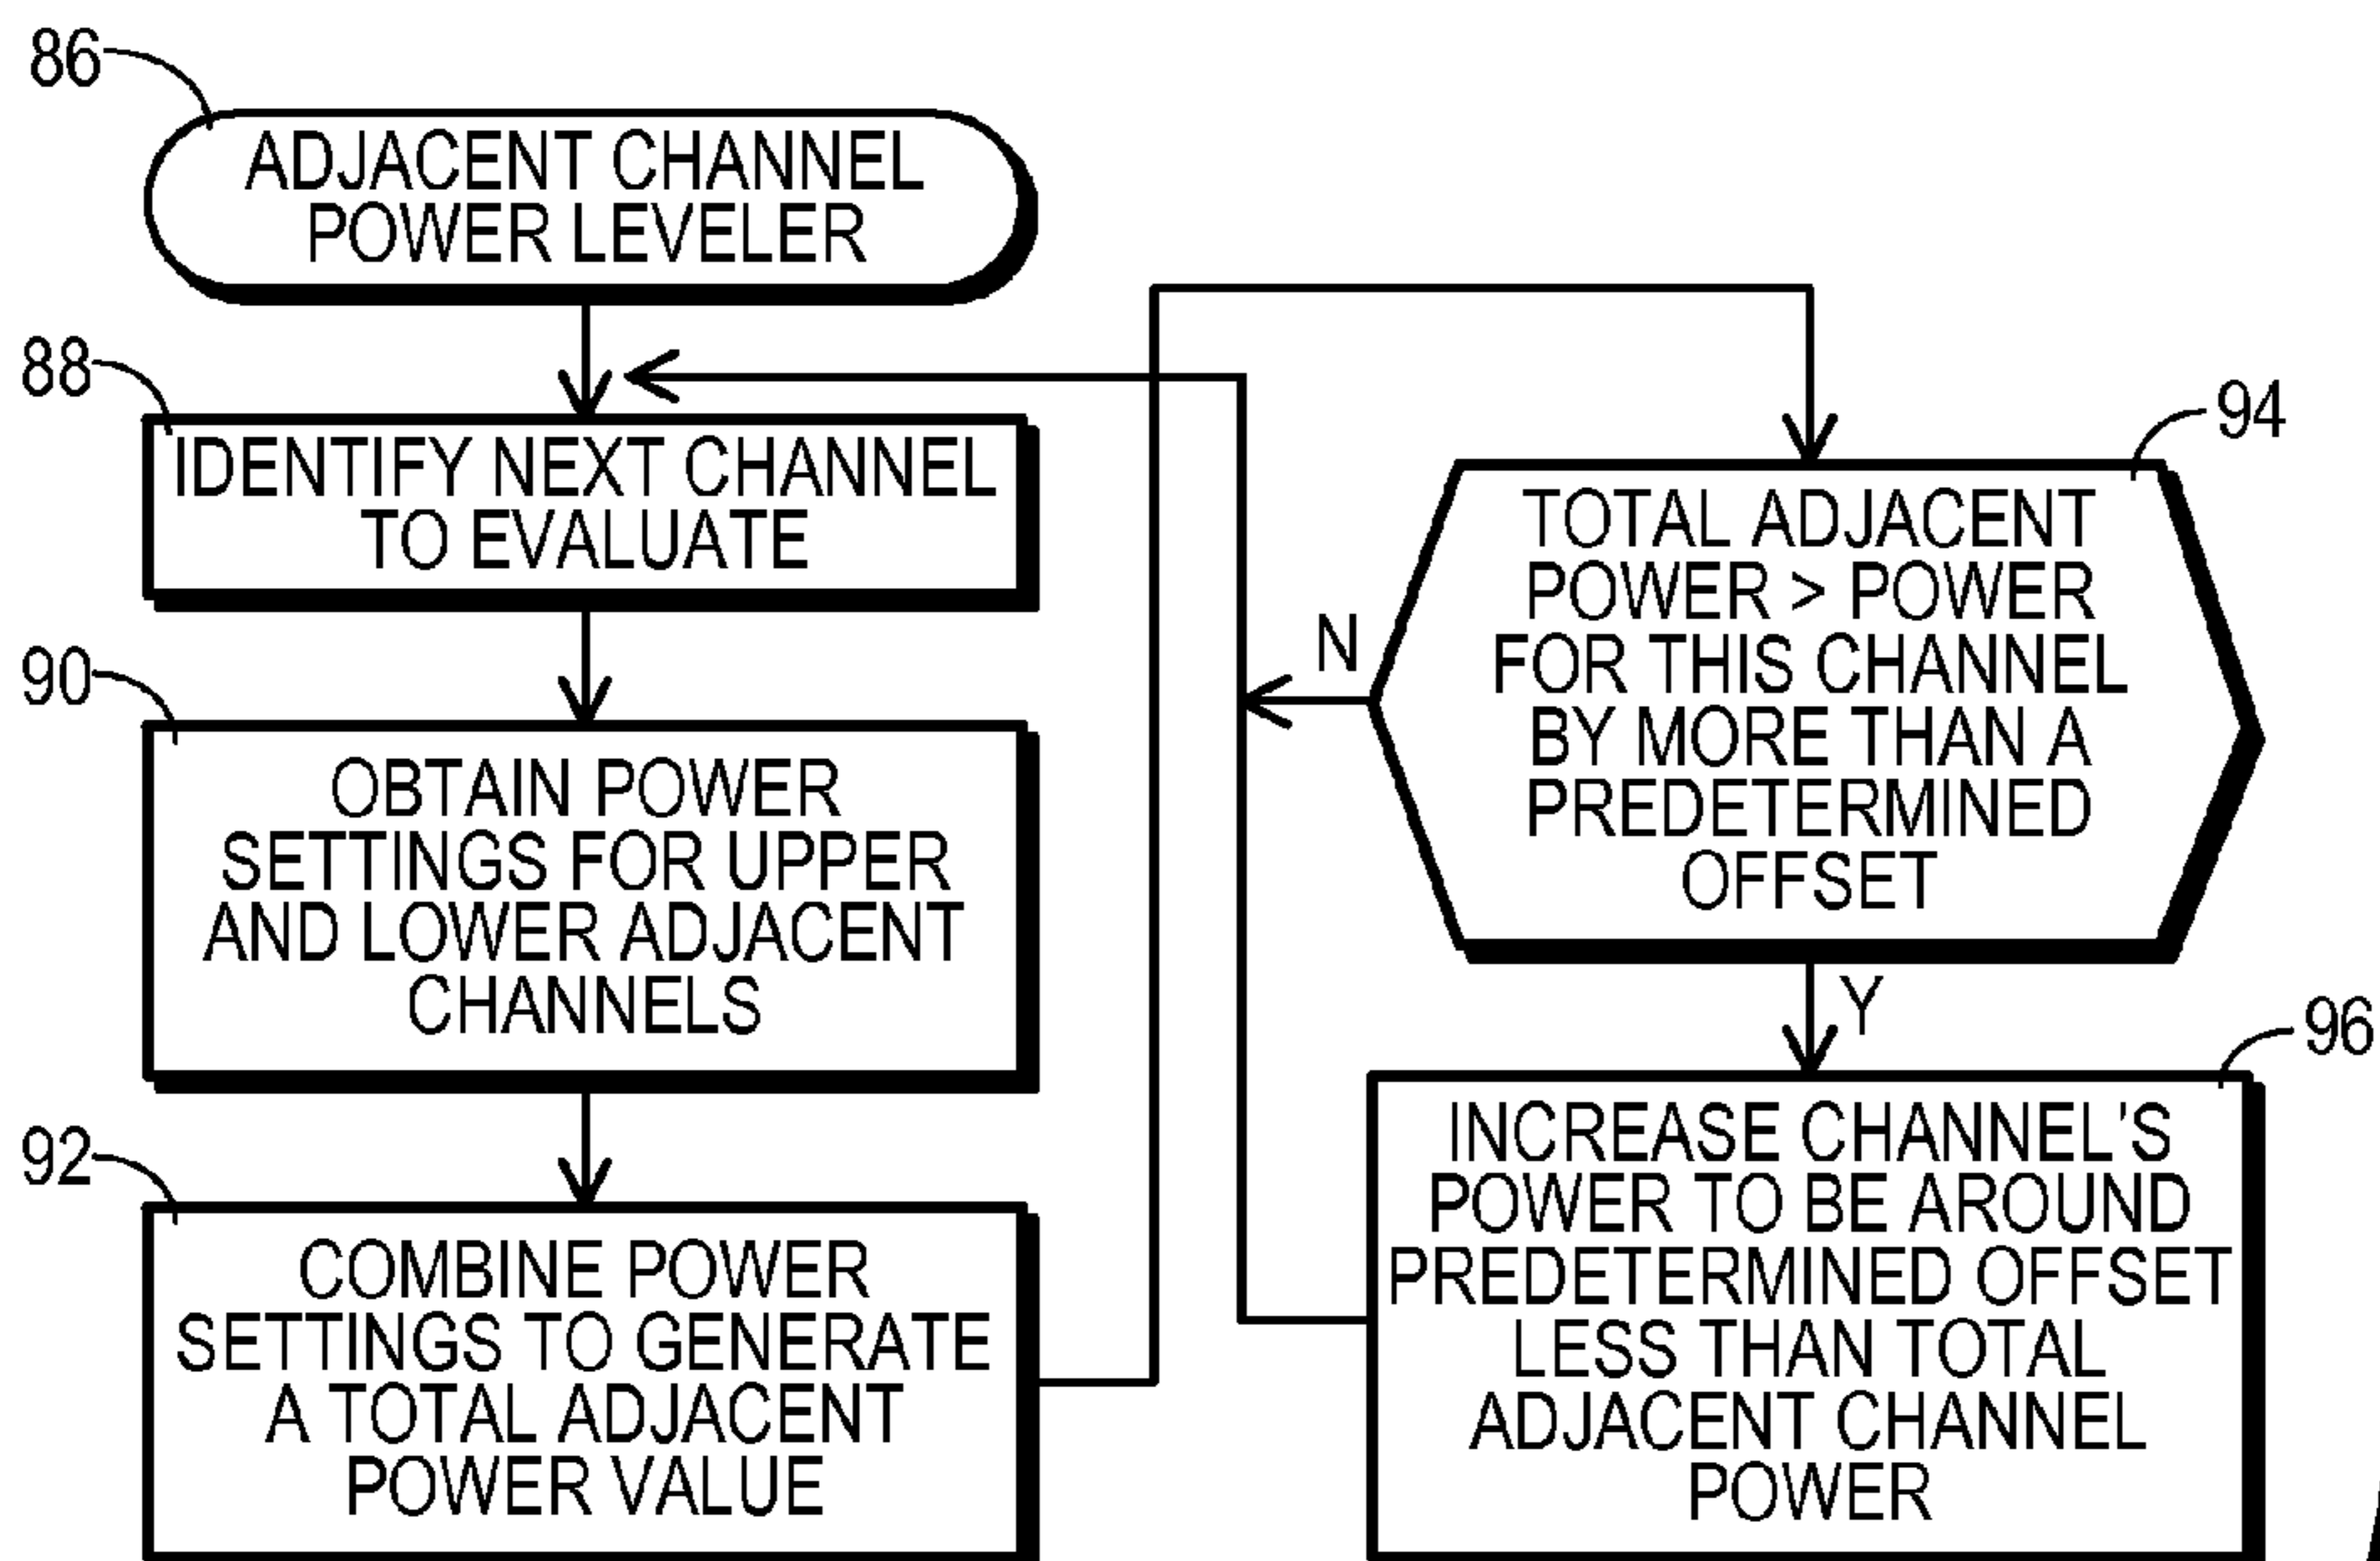 86
ADJACENT CHANNEL
POWER LEVELER
88
IDENTIFY NEXT CHANNEL
TO EVALUATE
90
OBTAIN POWER
SETTINGS FOR UPPER
AND LOWER ADJACENT
CHANNELS
92
COMBINE POWER
SETTINGS TO GENERATE
A TOTAL ADJACENT
POWER VALUE
94
TOTAL ADJACENT
POWER > POWER
FOR THIS CHANNEL
BY MORE THAN A
PREDETERMINED
OFFSET
N
Y
96
INCREASE CHANNEL'S
POWER TO BE AROUND
PREDETERMINED OFFSET
LESS THAN TOTAL
ADJACENT CHANNEL
POWER